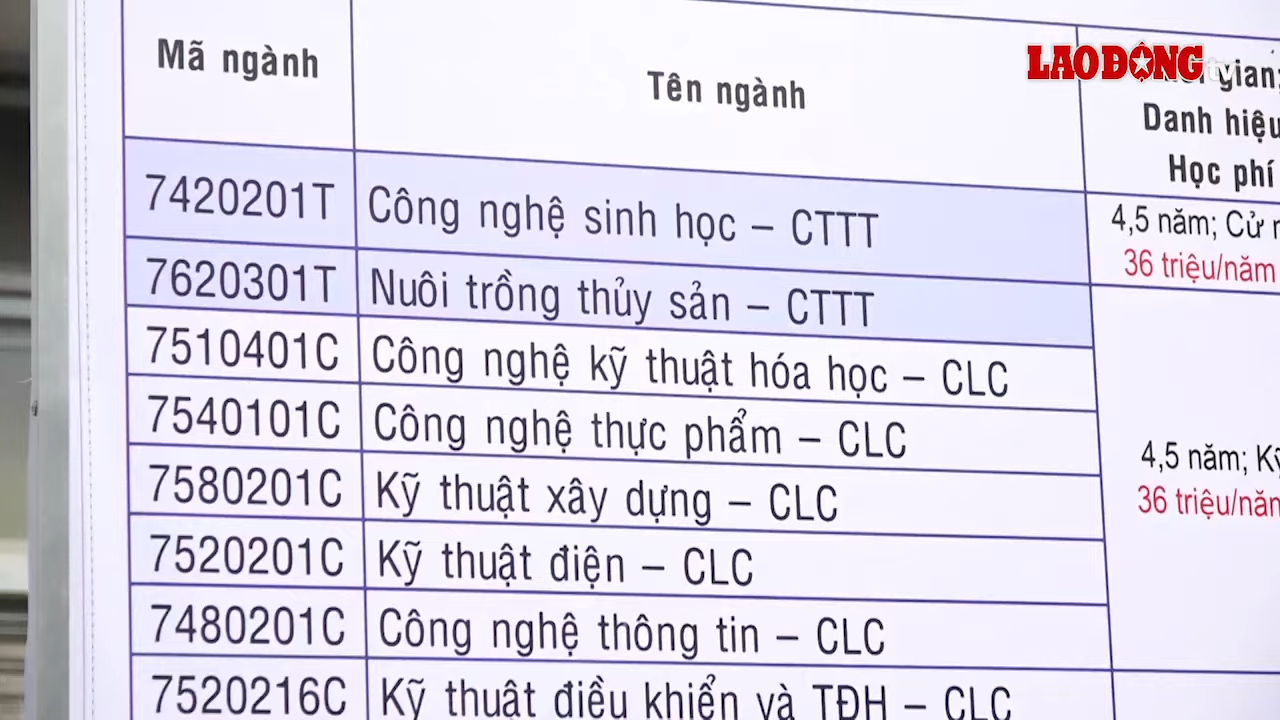 LAO ĐỘNG tv
Mã ngành
Tên ngành
gian;
Danh hiệu
Học phí
7420201T
Công nghệ sinh học – CTTT
4,5 năm; Cử
36 triệu/năm
7620301T
Nuôi trồng thủy sản – CTTT
7510401C
Công nghệ kỹ thuật hóa học – CLC
7540101C
Công nghệ thực phẩm – CLC
4,5 năm; Kỹ
36 triệu/năm
7580201C
Kỹ thuật xây dựng – CLC
7520201C
Kỹ thuật điện – CLC
7480201C
Công nghệ thông tin – CLC
7520216C
Kỹ thuật điều khiển và TĐH – CLC